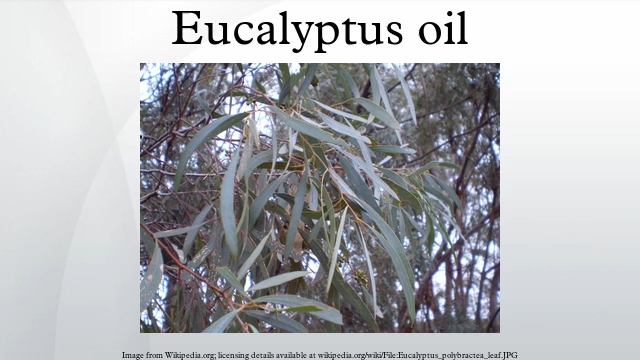 Eucalyptus oil
Image from Wikipedia.org; licensing details available at wikipedia.org/wiki/File:Eucalyptus_polybractea_leaf.JPG